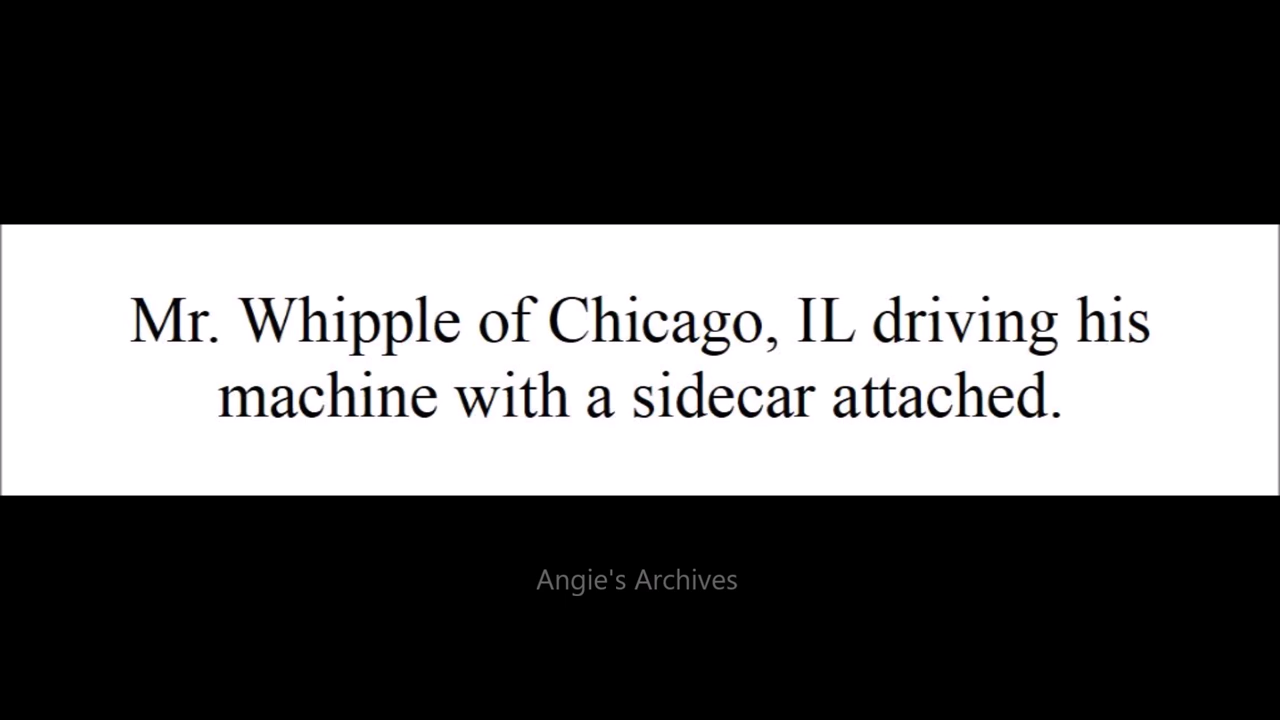 Mr. Whipple of Chicago, IL driving his
machine with a sidecar attached.
Angie's Archives